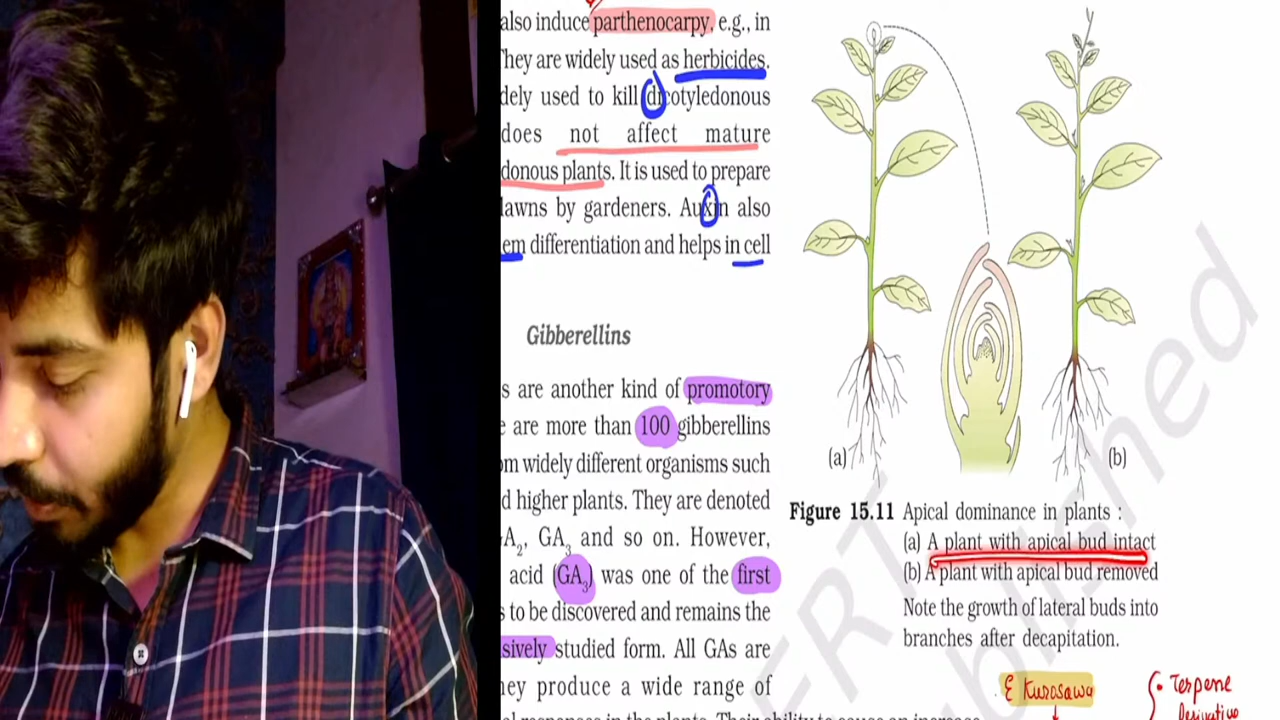 also induce parthenocarpy, e.g., in
They are widely used as herbicides.
dely used to kill dicotyledonous
does not affect mature
donous plants. It is used to prepare
lawns by gardeners. Auxin also
em differentiation and helps in cell
Gibberellins
s are another kind of promotory
e are more than 100 gibberellins
om widely different organisms such
d higher plants. They are denoted
GA2, GA3 and so on. However,
acid (GA3) was one of the first
s to be discovered and remains the
sively studied form. All GAs are
hey produce a wide range of
(a)
(b)
Figure 15.11 Apical dominance in plants :
(a) A plant with apical bud intact
(b) A plant with apical bud removed
Note the growth of lateral buds into
branches after decapitation.
E Kurosawa
Terpene
derivative